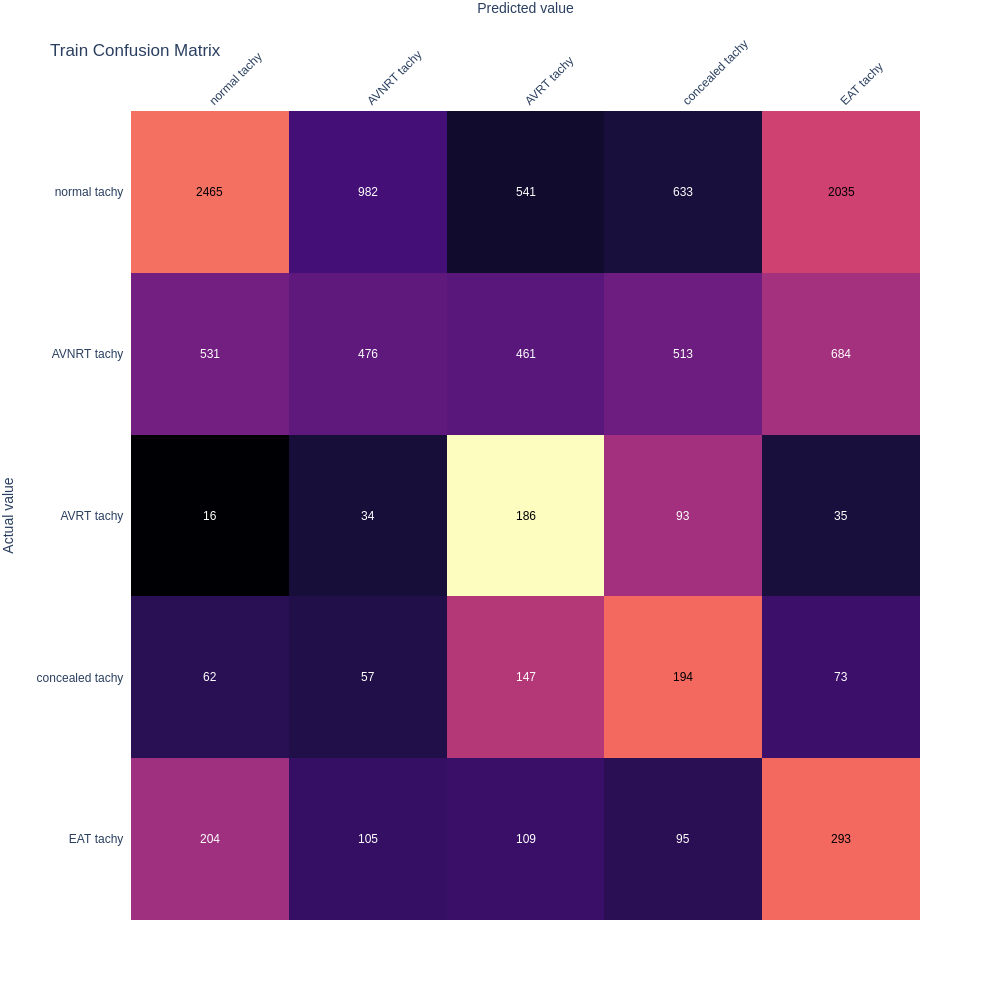 Predicted value
Train Confusion Matrix
normal tachy AVNRT tachy AVRT tachy concealed tachy EAT tachy
normal tachy 2465 982 541 633 2035
AVNRT tachy 531 476 461 513 684
Actual value
AVRT tachy 16 34 186 93 35
concealed tachy 62 57 147 194 73
EAT tachy 204 105 109 95 293